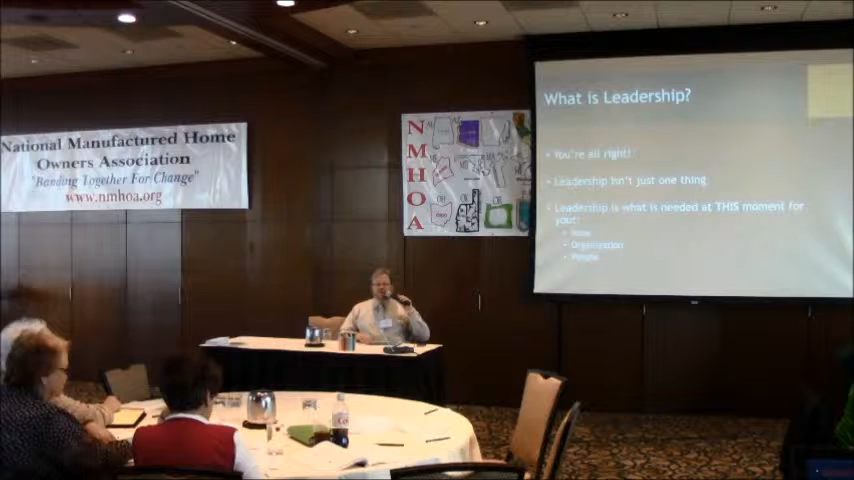 National Manufactured Home
Owners Association
"Banding Together For Change"
www.nmhoa.org
N
M
H
O
A
What is Leadership?
You're all right!
Leadership isn't just one thing
Leadership is what is needed at THIS moment for
your:
Organization
People